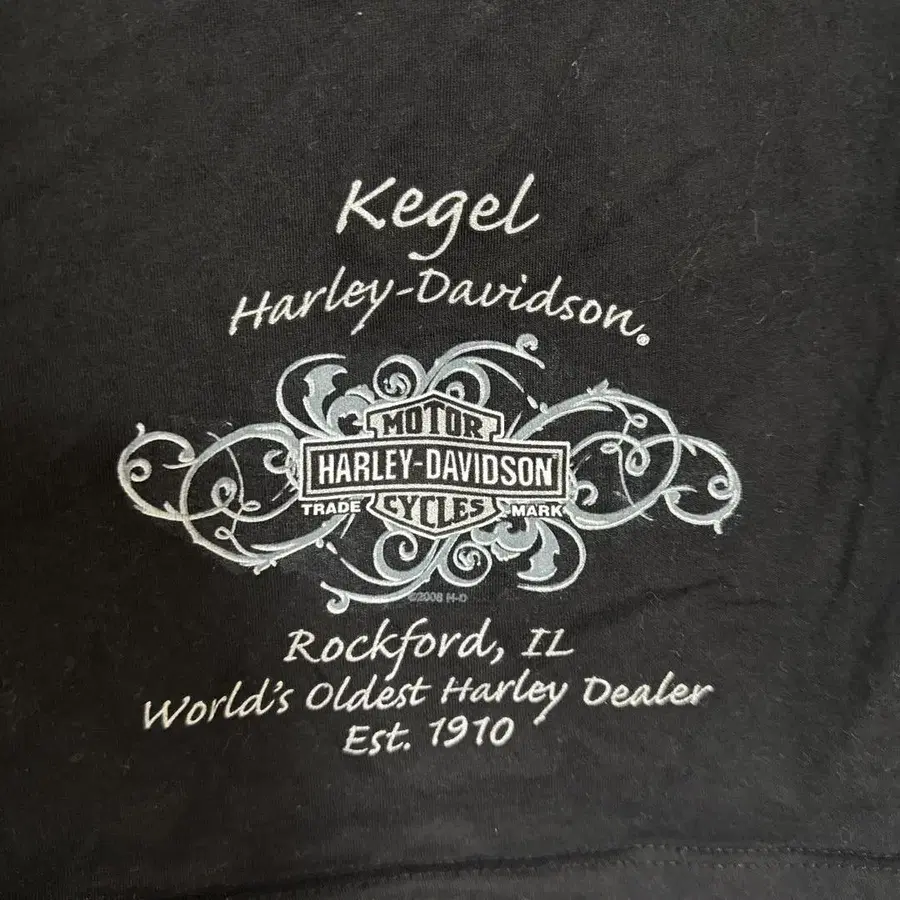 Kegel
Harley-Davidson®
MOTOR
HARLEY-DAVIDSON
TRADE MARK
CYCLES
©2008 H-D
Rockford, IL
World's Oldest Harley Dealer
Est. 1910